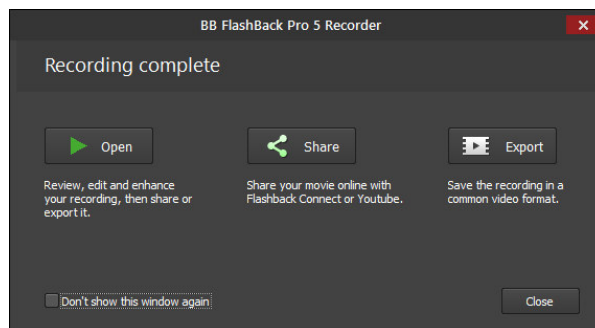 BB FlashBack Pro 5 Recorder
Recording complete
Open
Share
Export
Review, edit and enhance
your recording, then share or
export it.
Share your movie online with
Flashback Connect or Youtube.
Save the recording in a
common video format.
Don't show this window again
Close